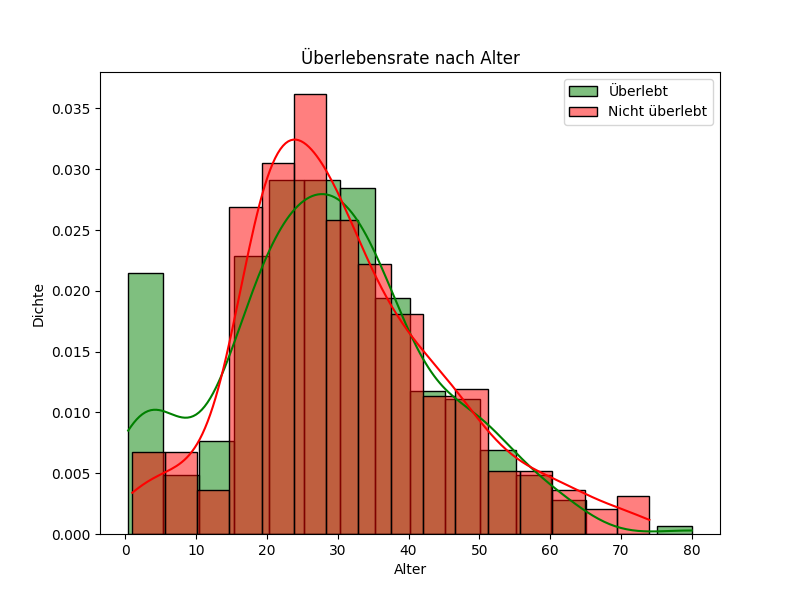 Überlebensrate nach Alter
Überlebt
Nicht überlebt
0.035
0.030
0.025
0.020
0.015
0.010
0.005
0.000
Dichte
0 10 20 30 40 50 60 70 80
Alter